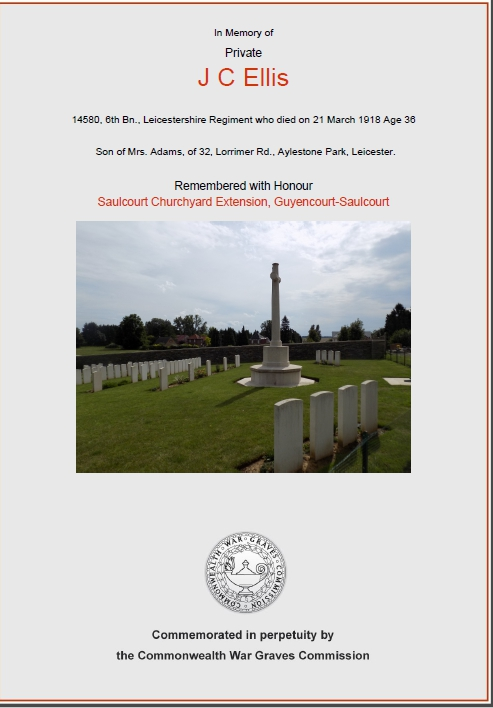 In Memory of
Private
J C Ellis
14580, 6th Bn., Leicestershire Regiment who died on 21 March 1918 Age 36
Son of Mrs. Adams, of 32, Lorrimer Rd., Aylestone Park, Leicester.
Remembered with Honour
Saulcourt Churchyard Extension, Guyencourt-Saulcourt
COMMONWEALTH · WAR · GRAVES · COMMISSION
Commemorated in perpetuity by
the Commonwealth War Graves Commission